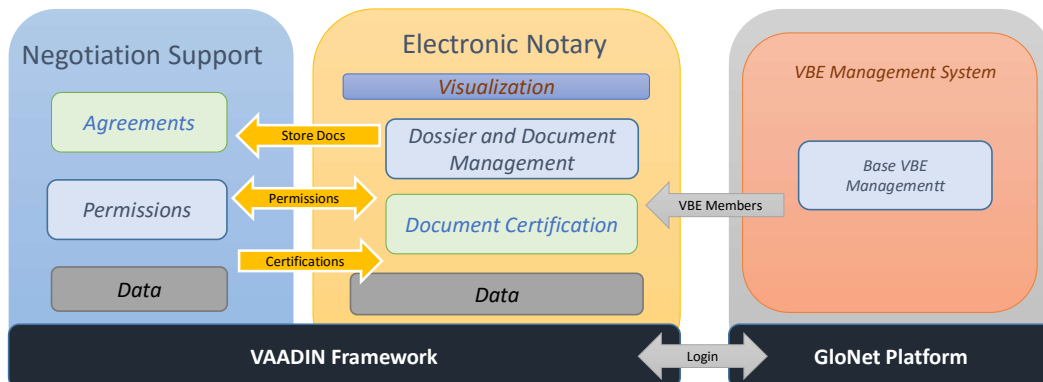 Negotiation Support
Agreements
Permissions
Data
Store Docs
Permissions
Certifications
Electronic Notary
Visualization
Dossier and Document
Management
Document Certification
Data
VBE Members
VBE Management System
Base VBE
Managementt
VAADIN Framework
Login
GloNet Platform